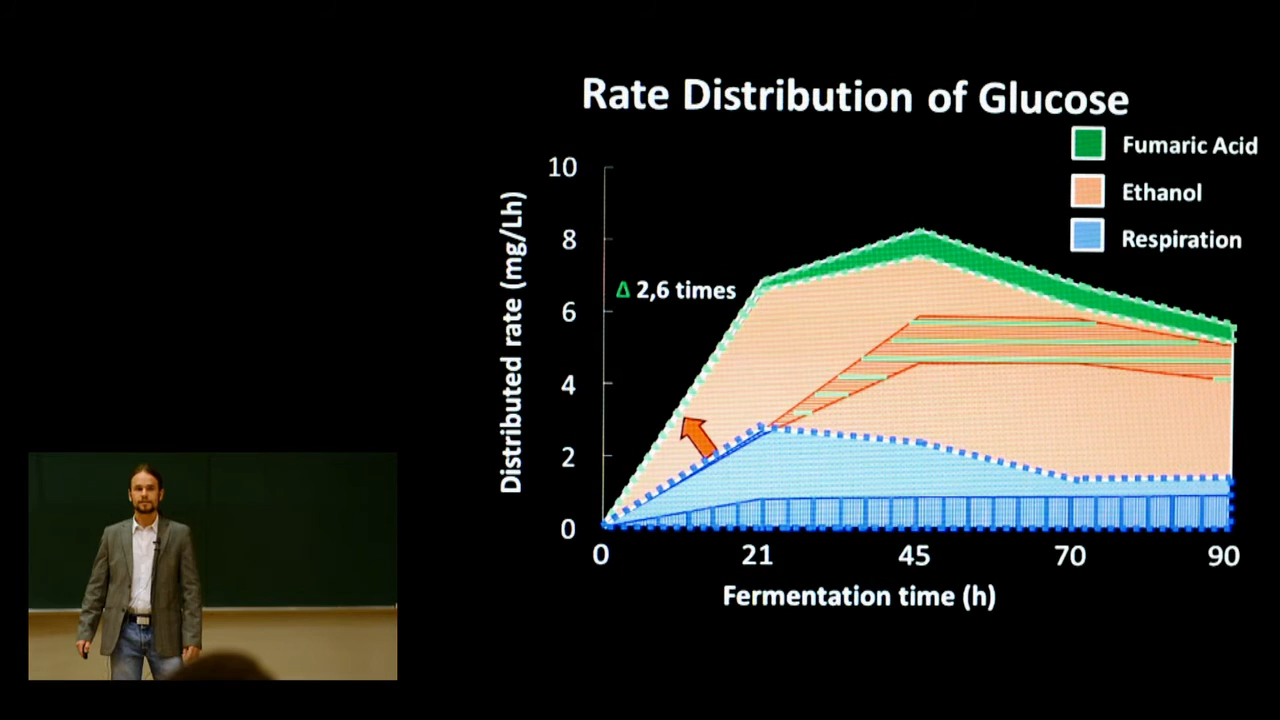 Rate Distribution of Glucose
Fumaric Acid
Ethanol
Respiration
Distributed rate (mg/Lh)
10
8
6
4
2
0
Δ 2,6 times
0 21 45 70 90
Fermentation time (h)